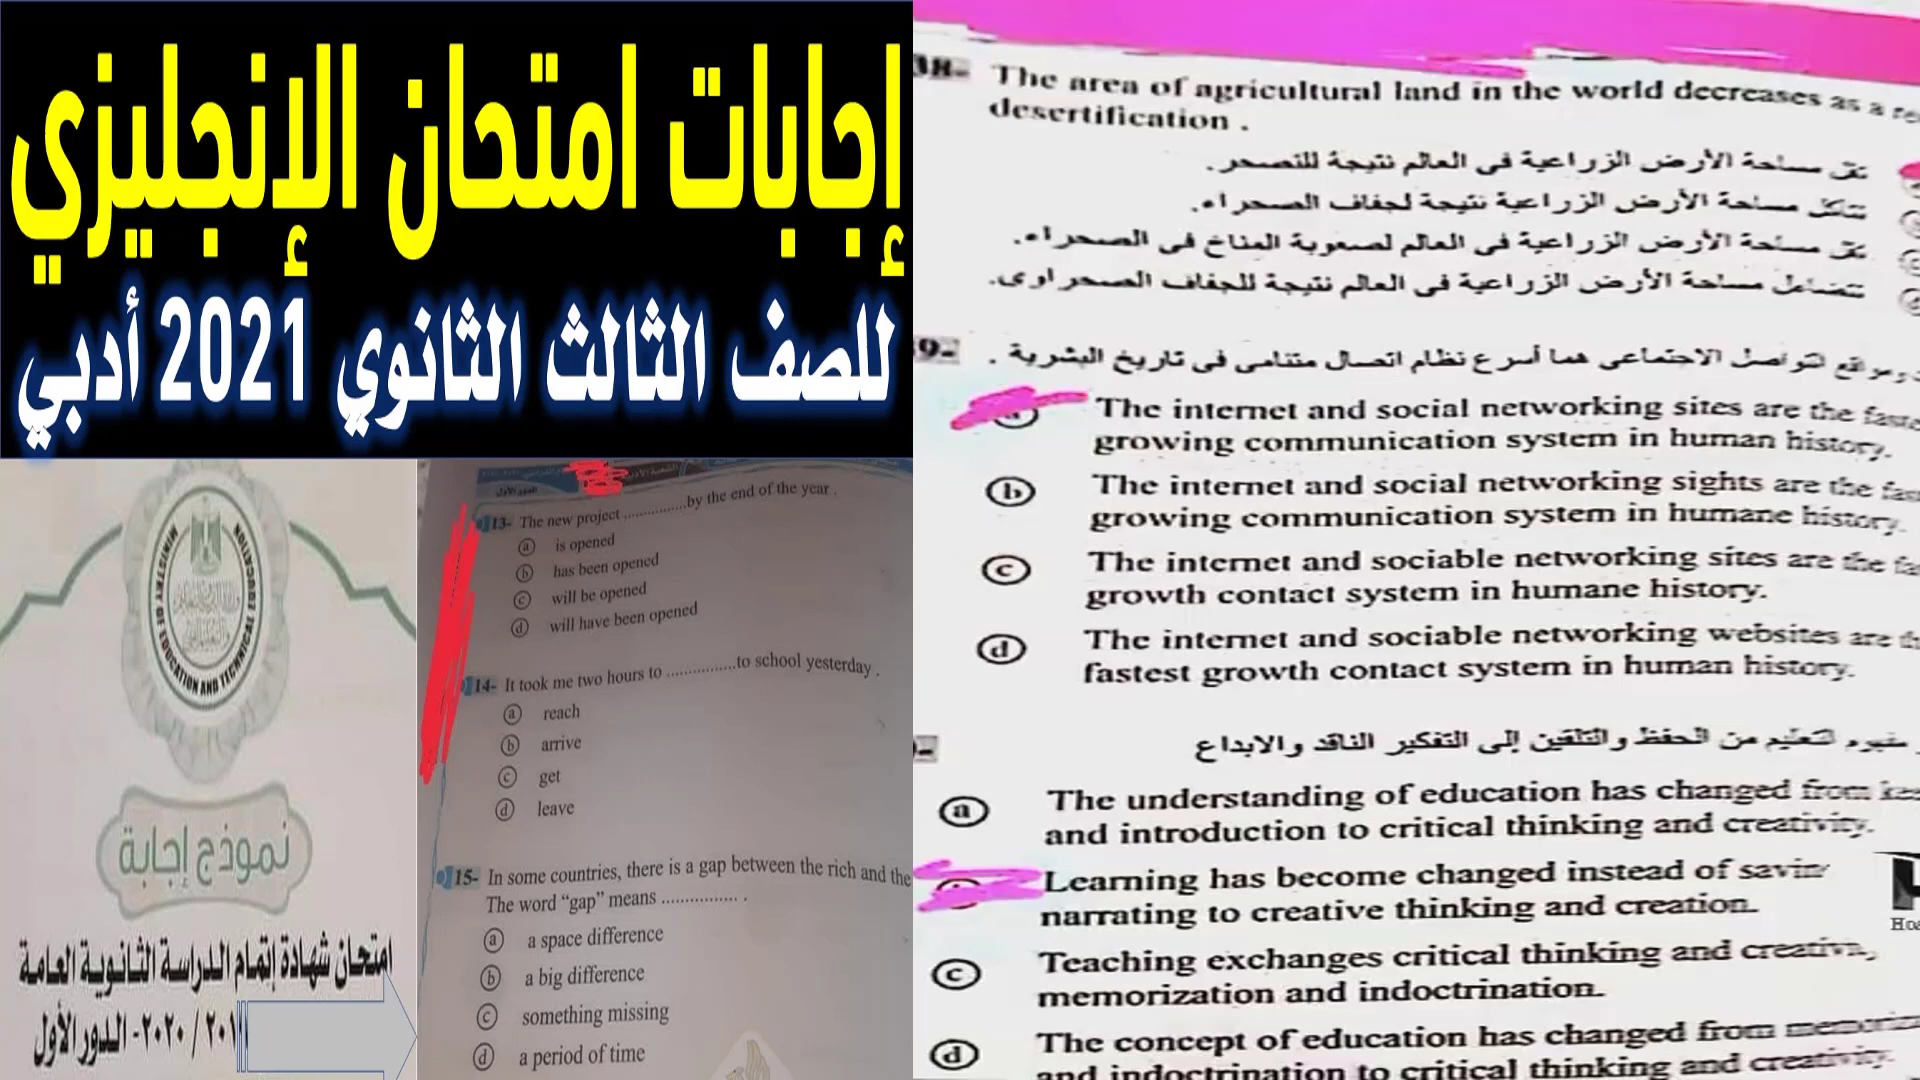 إجابات امتحان الإنجليزي
للصف الثالث الثانوي 2021 أدبي
MINISTRY OF EDUCATION AND TECHNICAL EDUCATION
نموذج إجابة
امتحان شهادة إتمام الدراسة الثانوية العامة
/ ٢٠٢٠- الدور الأول
الدور الأول
13- The new project ...............by the end of the year .
a is opened
b has been opened
c will be opened
d will have been opened
14- It took me two hours to ...............to school yesterday .
a reach
b arrive
c get
d leave
15- In some countries, there is a gap between the rich and the
The word “gap” means ................ .
a a space difference
b a big difference
c something missing
d a period of time
38- The area of agricultural land in the world decreases as a
desertification .
تقل مساحة الأرض الزراعية فى العالم نتيجة للتصحر.
تتآكل مساحة الأرض الزراعية نتيجة لجفاف الصحراء.
تقل مساحة الأرض الزراعية فى العالم لصعوبة المناخ فى الصحراء.
تتضاءل مساحة الأرض الزراعية فى العالم نتيجة للجفاف الصحراوى.
9- ومواقع التواصل الاجتماعى هما أسرع نظام اتصال متنامى فى تاريخ البشرية .
a The internet and social networking sites are the
growing communication system in human history.
b The internet and social networking sights are the
growing communication system in humane history.
c The internet and sociable networking sites are the
growth contact system in humane history.
d The internet and sociable networking websites are
fastest growth contact system in human history.
مفهوم التعليم من الحفظ والتلقين إلى التفكير الناقد والابداع
a The understanding of education has changed from
and introduction to critical thinking and creativity.
Learning has become changed instead of
narrating to creative thinking and creation.
c Teaching exchanges critical thinking and
memorization and indoctrination.
d The concept of education has changed from
and indoctrination to critical thinking and creativity.